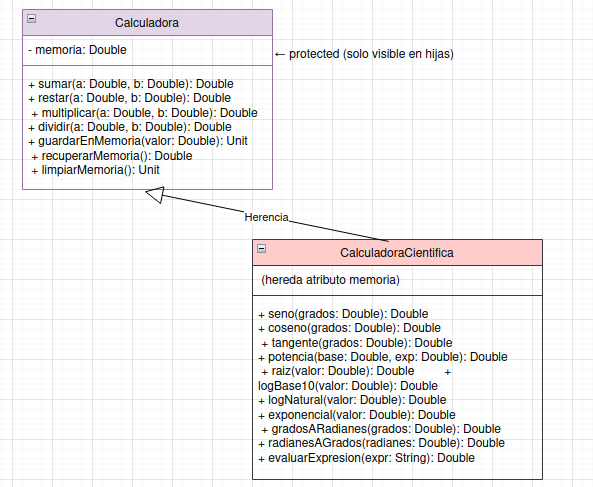 Calculadora
- memoria: Double
← protected (solo visible en hijas)
+ sumar(a: Double, b: Double): Double
+ restar(a: Double, b: Double): Double
+ multiplicar(a: Double, b: Double): Double
+ dividir(a: Double, b: Double): Double
+ guardarEnMemoria(valor: Double): Unit
+ recuperarMemoria(): Double
+ limpiarMemoria(): Unit
Herencia
CalculadoraCientifica
(hereda atributo memoria)
+ seno(grados: Double): Double
+ coseno(grados: Double): Double
+ tangente(grados: Double): Double
+ potencia(base: Double, exp: Double): Double
+ raiz(valor: Double): Double +
logBase10(valor: Double): Double
+ logNatural(valor: Double): Double
+ exponencial(valor: Double): Double
+ gradosARadianes(grados: Double): Double
+ radianesAGrados(radianes: Double): Double
+ evaluarExpresion(expr: String): Double